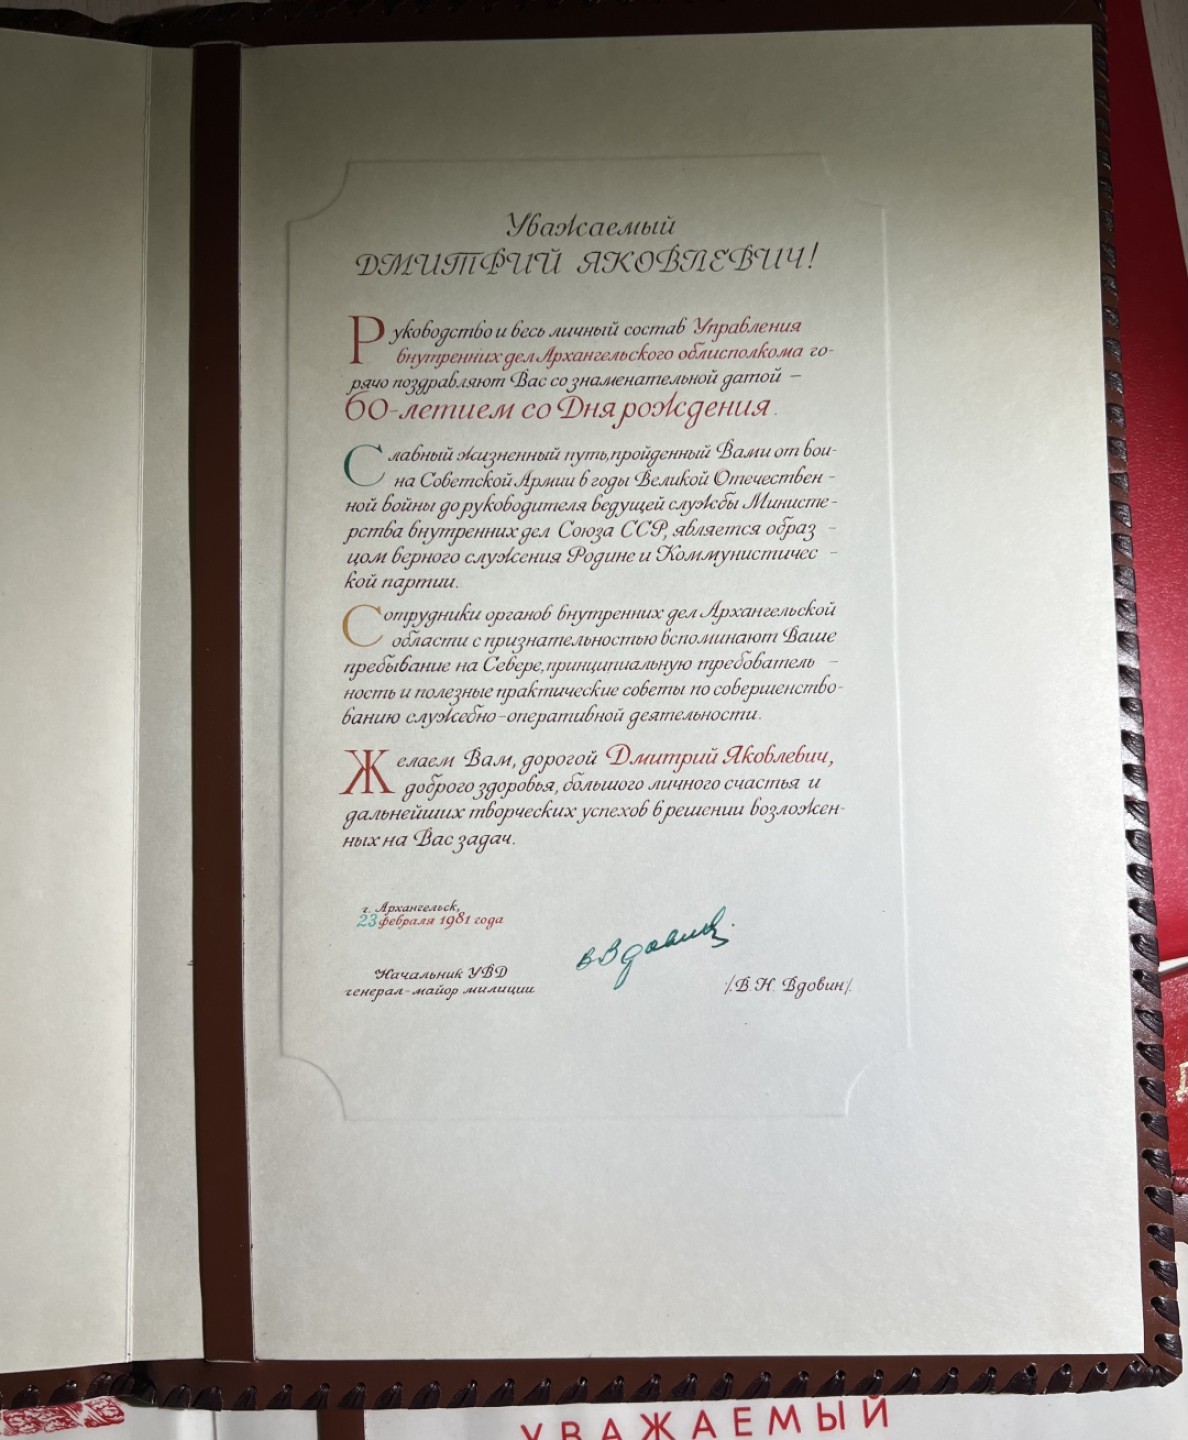 Уважаемый
ДМИТРИЙ ЯКОВЛЕВИЧ!
Руководство и весь личный состав Управления
внутренних дел Архангельского облисполкома го-
рячо поздравляют Вас со знаменательной датой –
60-летием со Дня рождения.
Славный жизненный путь, пройденный Вами от вои-
на Советской Армии в годы Великой Отечествен-
ной войны до руководителя ведущей службы Министе-
рства внутренних дел Союза ССР, является образ-
цом верного служения Родине и Коммунистичес-
кой партии.
Сотрудники органов внутренних дел Архангельской
области с признательностью вспоминают Ваше
пребывание на Севере, принципиальную требователь-
ность и полезные практические советы по совершенство-
ванию служебно-оперативной деятельности.
Желаем Вам, дорогой Дмитрий Яковлевич,
доброго здоровья, большого личного счастья и
дальнейших творческих успехов в решении возложен-
ных на Вас задач.
г. Архангельск,
23 февраля 1981 года
Начальник УВД
генерал-майор милиции
ВВдовин
/.В. Н. Вдовин/.
Д
УВАЖАЕМЫЙ